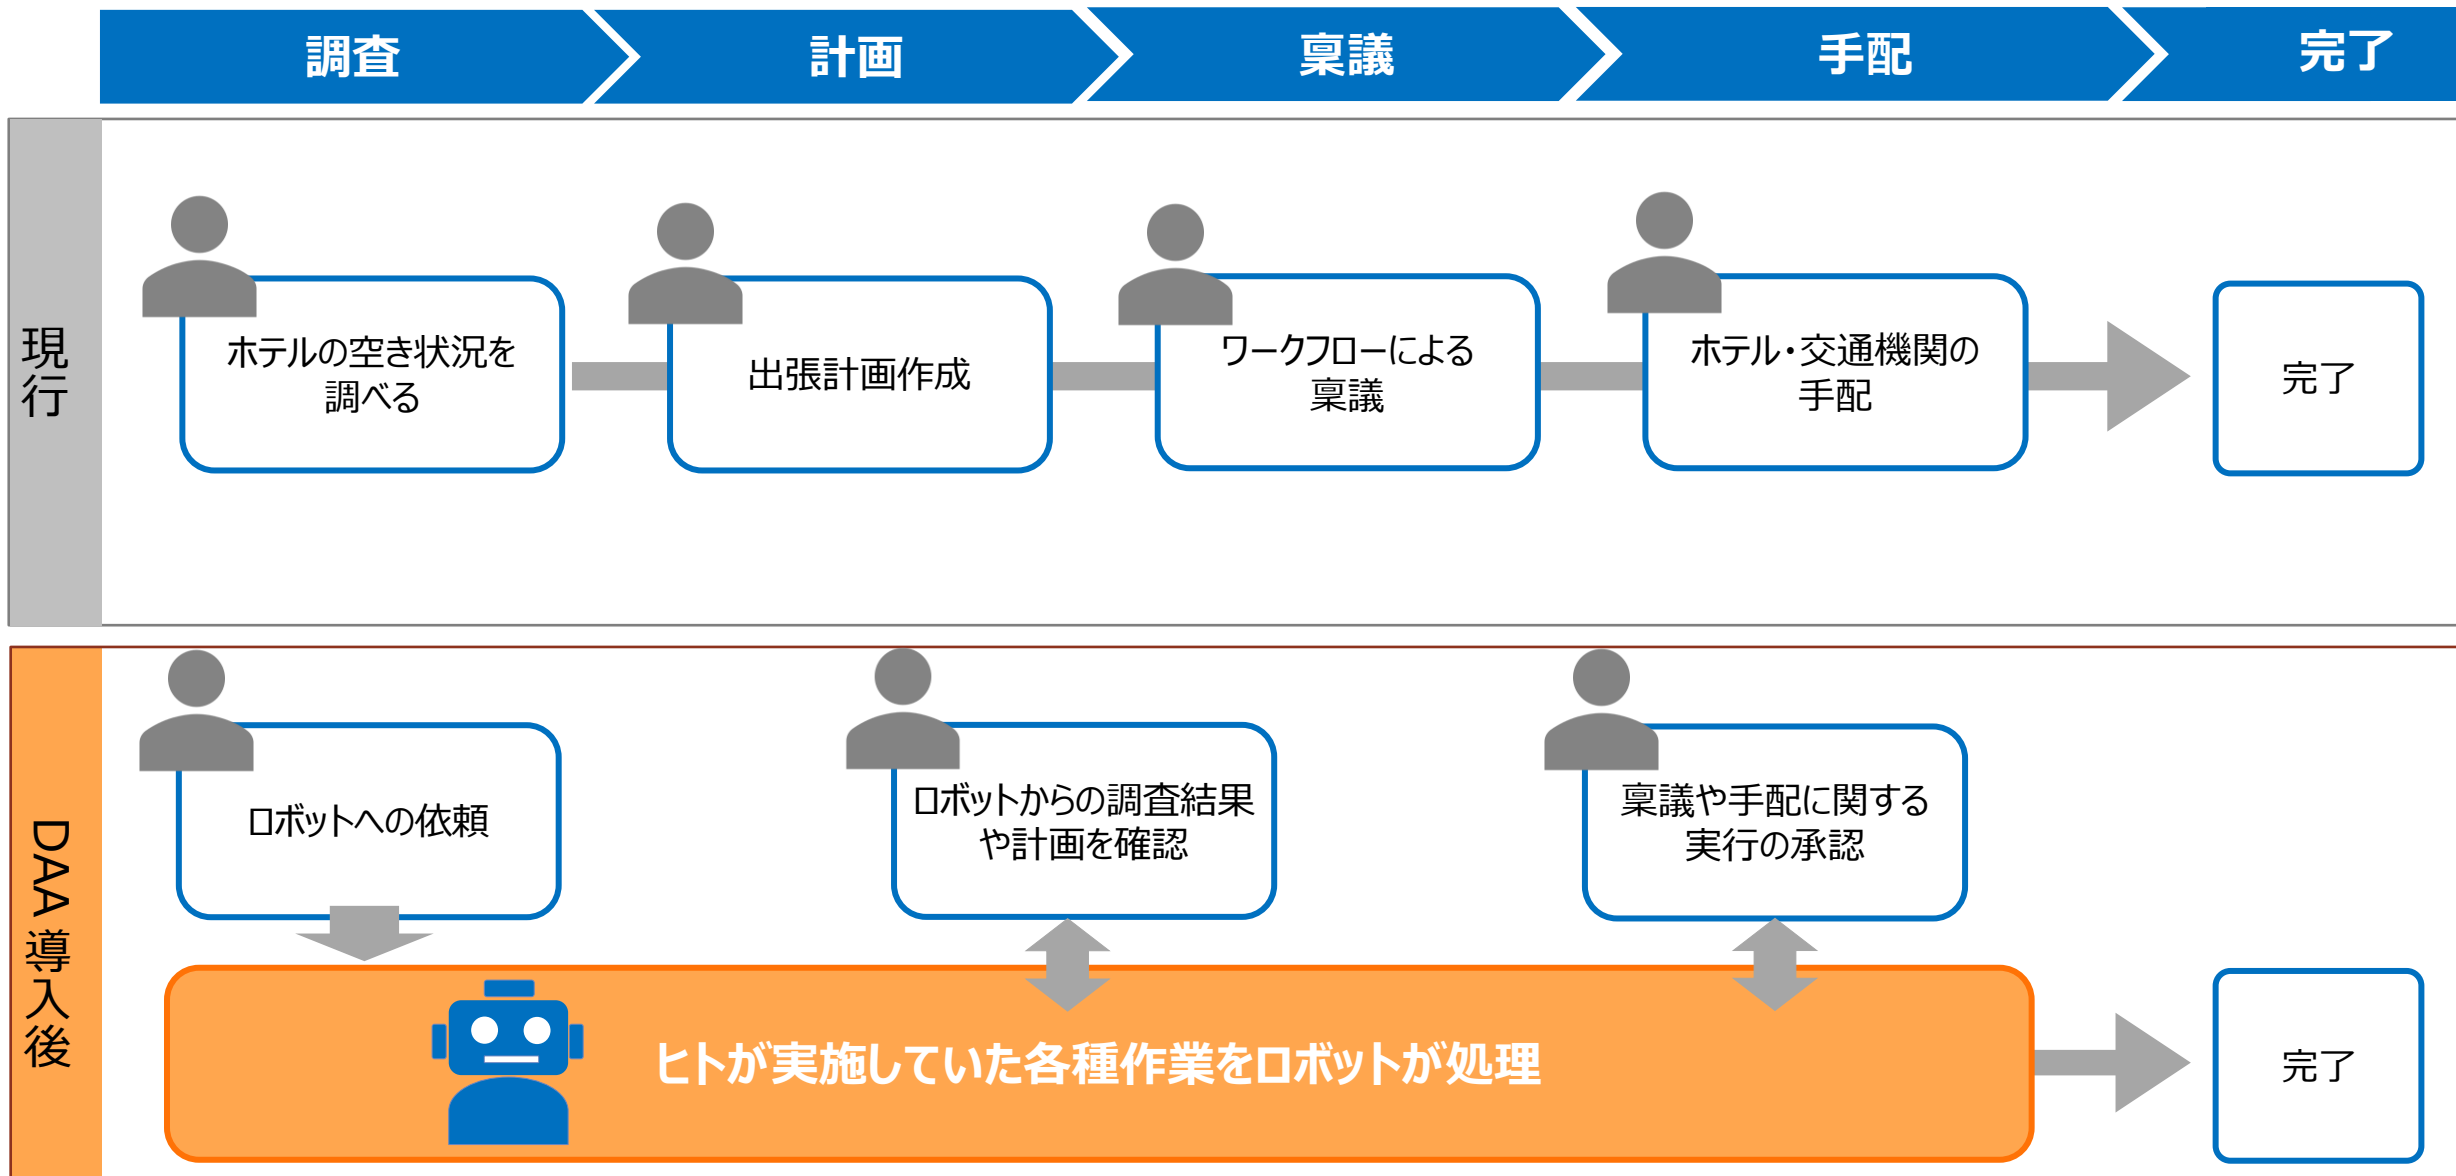 調査
計画
稟議
手配
完了
現行
ホテルの空き状況を
調べる
出張計画作成
ワークフローによる
稟議
ホテル・交通機関の
手配
完了
DAA 導入後
ロボットへの依頼
ロボットからの調査結果
や計画を確認
稟議や手配に関する
実行の承認
ヒトが実施していた各種作業をロボットが処理
完了